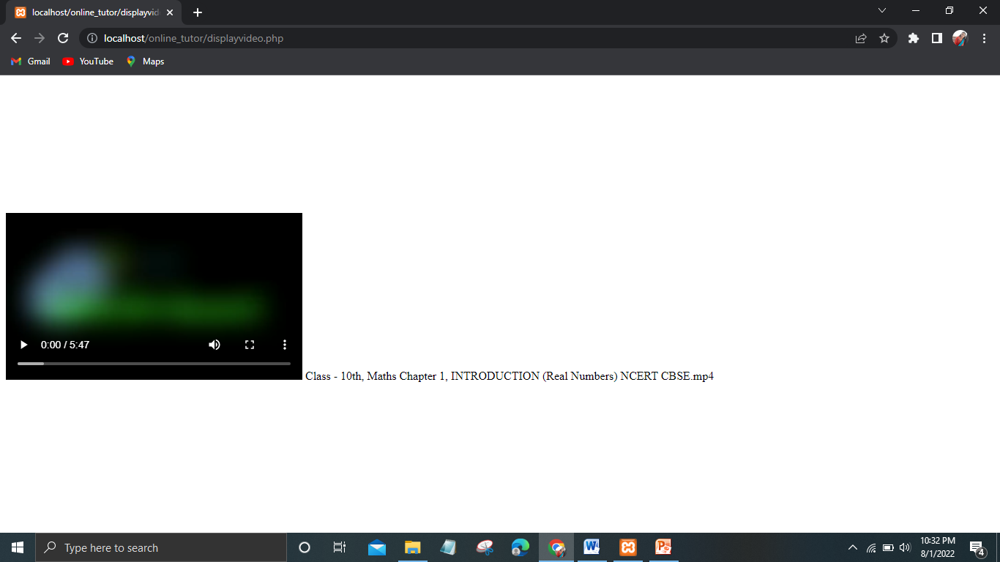 localhost/online_tutor/displayvid
localhost/online_tutor/displayvideo.php
Gmail YouTube Maps
0:00 / 5:47
Class - 10th, Maths Chapter 1, INTRODUCTION (Real Numbers) NCERT CBSE.mp4
Type here to search
10:32 PM
8/1/2022
4